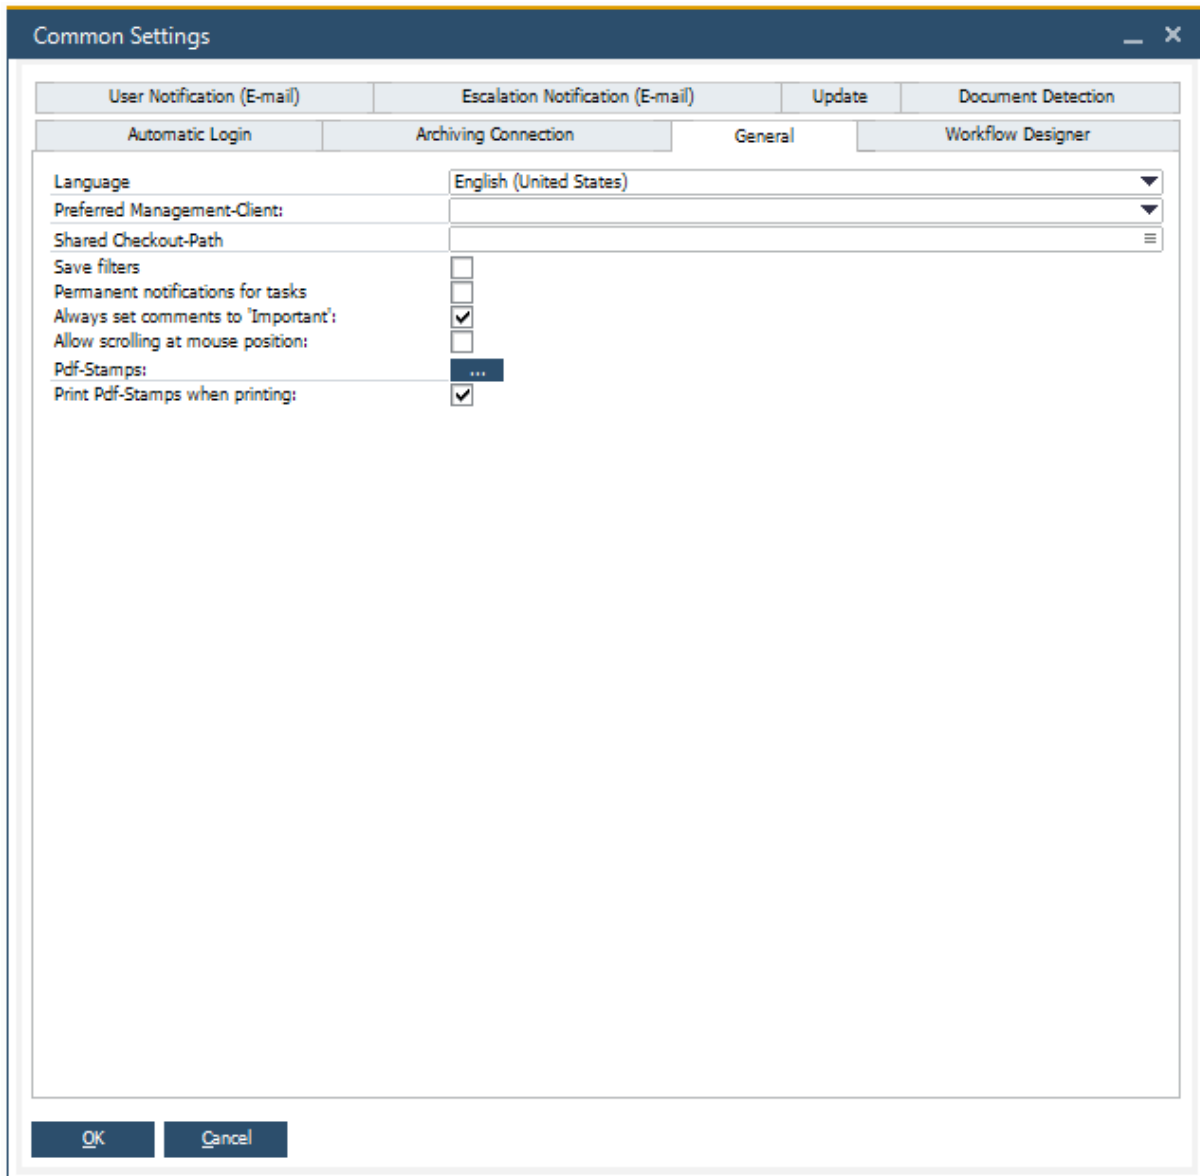 Common Settings
User Notification (E-mail) Escalation Notification (E-mail) Update Document Detection
Automatic Login Archiving Connection General Workflow Designer
Language English (United States)
Preferred Management-Client:
Shared Checkout-Path
Save filters
Permanent notifications for tasks
Always set comments to 'Important':
Allow scrolling at mouse position:
Pdf-Stamps: ...
Print Pdf-Stamps when printing:
OK Cancel